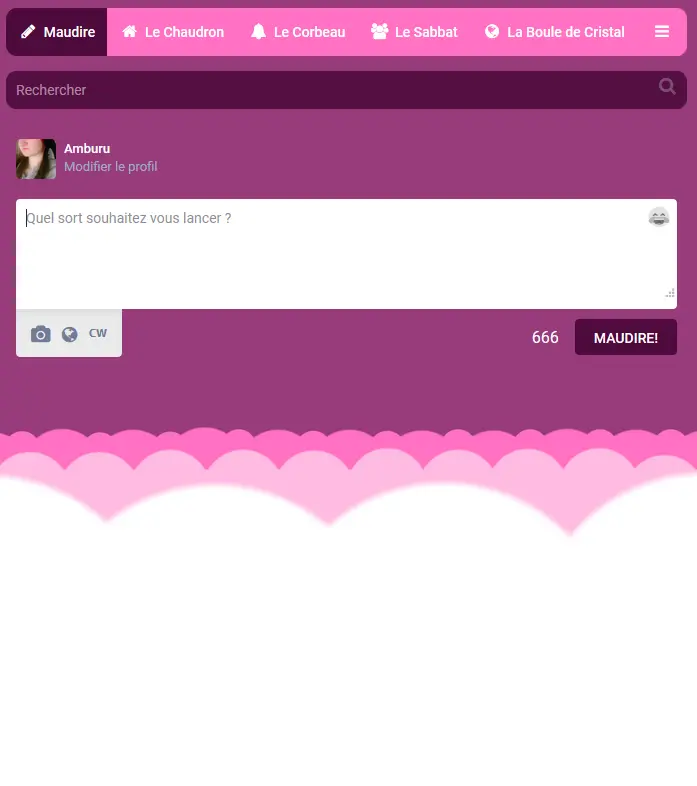 Maudire Le Chaudron Le Corbeau Le Sabbat La Boule de Cristal
Rechercher
Amburu
Modifier le profil
Quel sort souhaitez vous lancer ?
CW
666 MAUDIRE!